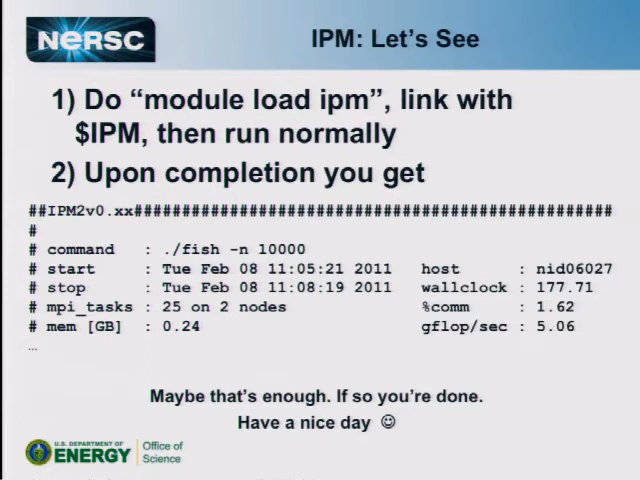 NERSC
IPM: Let's See
1) Do “module load ipm”, link with
$IPM, then run normally
2) Upon completion you get
##IPM2v0.xx##################################################
#
# command : ./fish -n 10000
# start : Tue Feb 08 11:05:21 2011 host : nid06027
# stop : Tue Feb 08 11:08:19 2011 wallclock : 177.71
# mpi_tasks : 25 on 2 nodes %comm : 1.62
# mem [GB] : 0.24 gflop/sec : 5.06
…
Maybe that's enough. If so you're done.
Have a nice day ☺
U.S. DEPARTMENT OF
ENERGY
Office of
Science